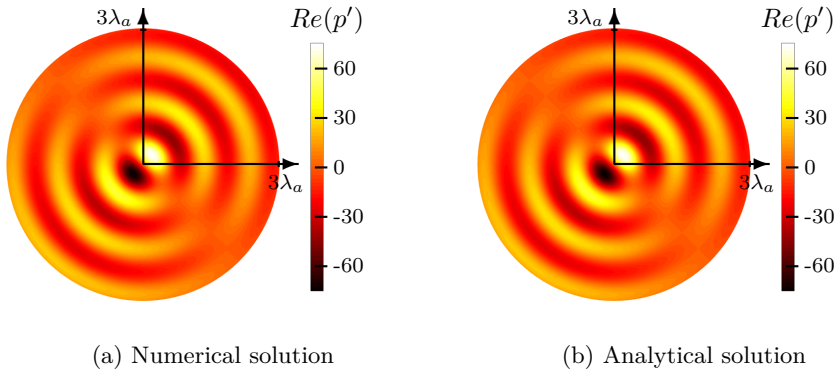 3λₐ
Re(p′)
60
30
0
-30
-60
3λₐ
(a) Numerical solution
3λₐ
Re(p′)
60
30
0
-30
-60
3λₐ
(b) Analytical solution